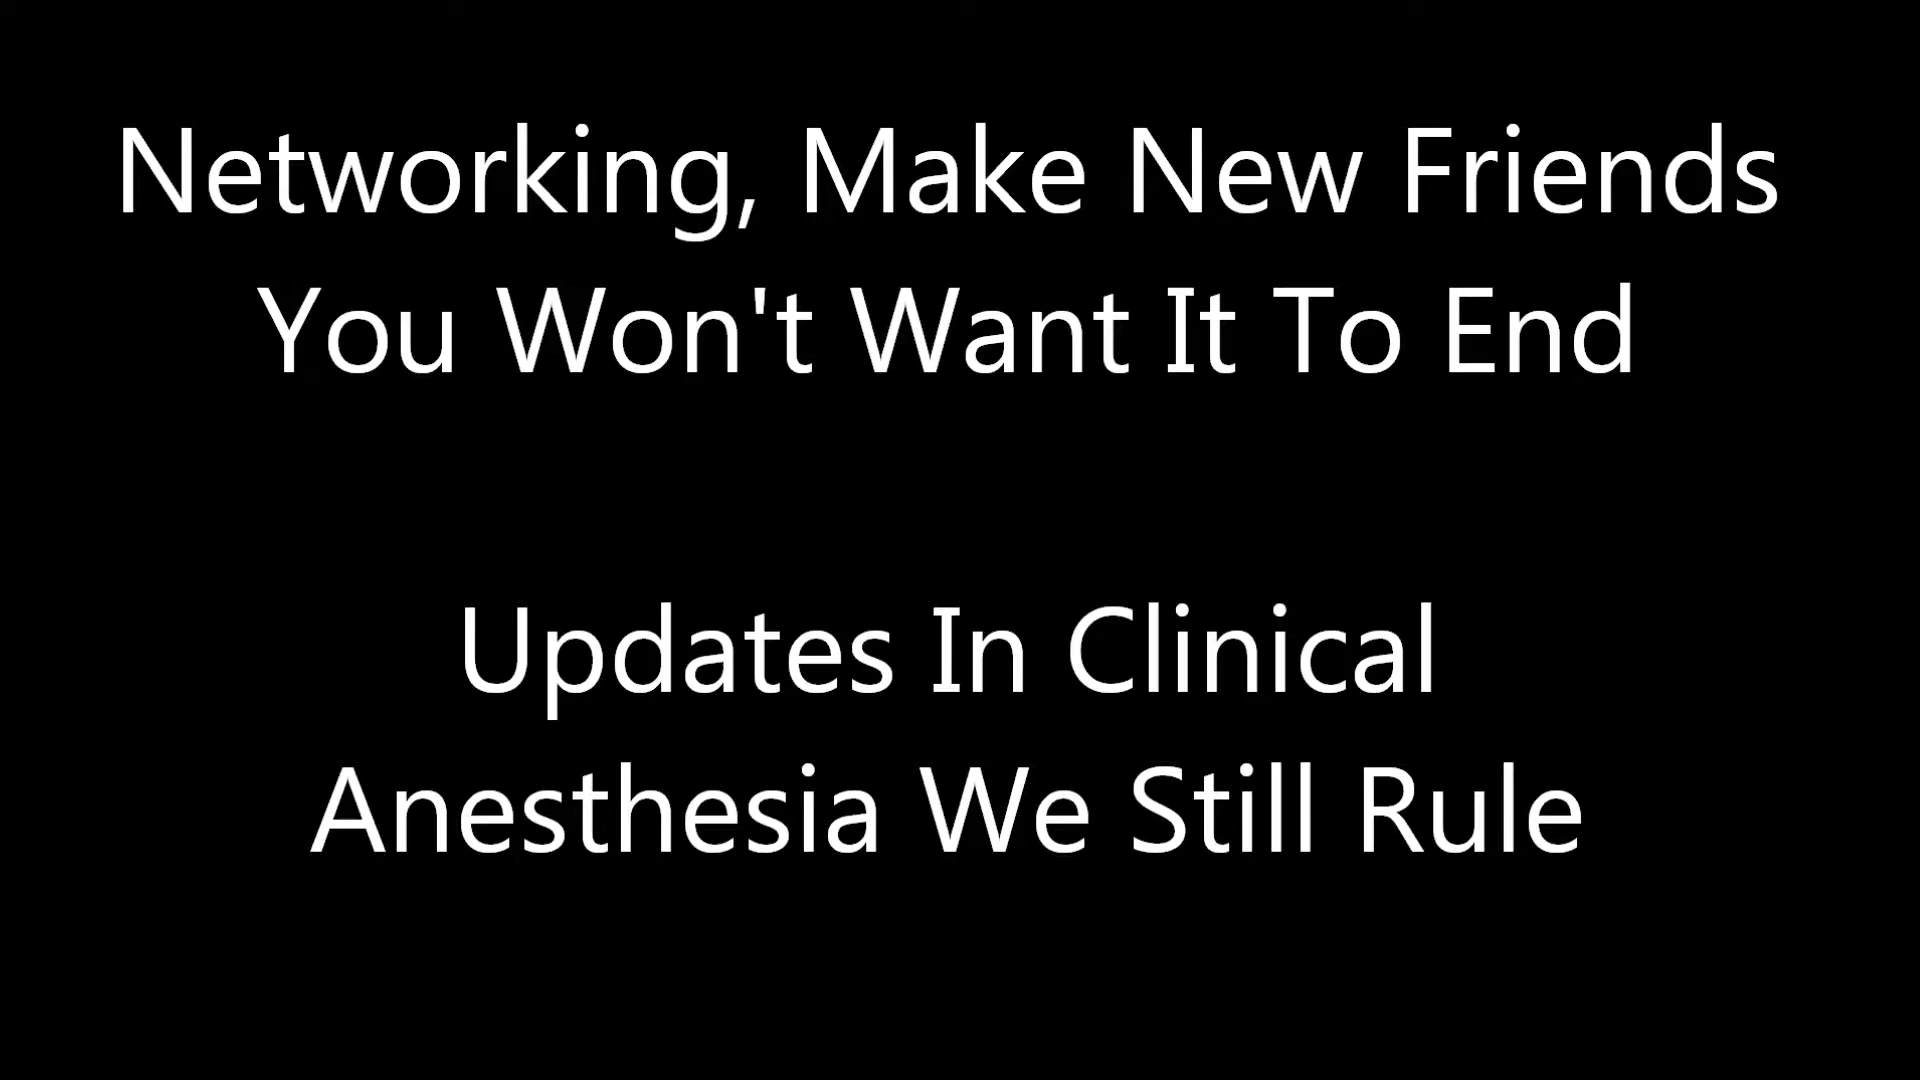 Networking, Make New Friends
You Won't Want It To End
Updates In Clinical
Anesthesia We Still Rule